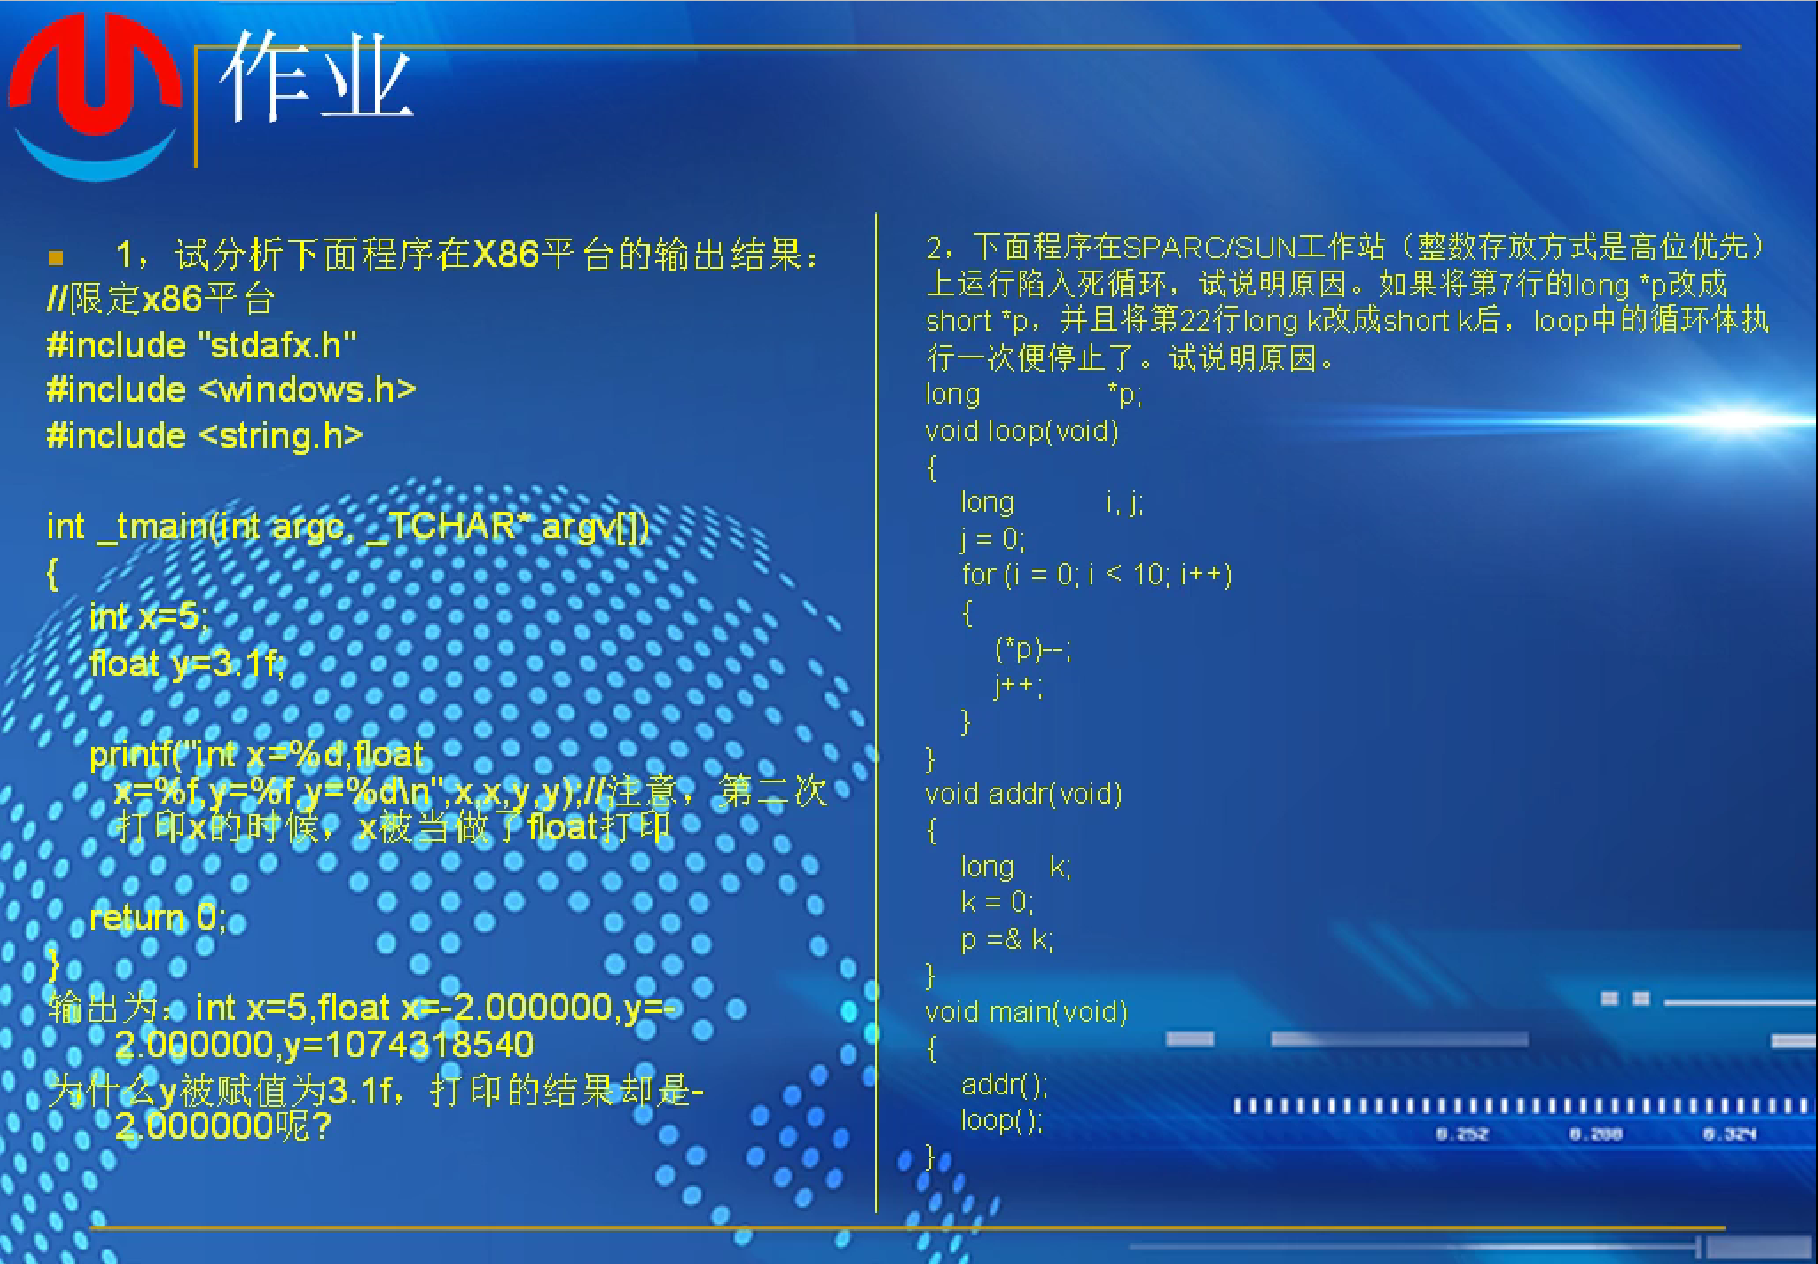 作业
1，试分析下面程序在X86平台的输出结果：
//限定x86平台
#include "stdafx.h"
#include <windows.h>
#include <string.h>
int _tmain(int argc, _TCHAR* argv[])
{
int x=5;
float y=3.1f;
printf("int x=%d,float
x=%f,y=%f,y=%d\n",x,x,y,y);//注意，第二次
打印x的时候，x被当做了float打印
return 0;
}
输出为：int x=5,float x=-2.000000,y=-
2.000000,y=1074318540
为什么y被赋值为3.1f，打印的结果却是-
2.000000呢?
2，下面程序在SPARC/SUN工作站（整数存放方式是高位优先）
上运行陷入死循环，试说明原因。如果将第7行的long *p改成
short *p，并且将第22行long k改成short k后，loop中的循环体执
行一次便停止了。试说明原因。
long *p;
void loop(void)
{
long i, j;
j = 0;
for (i = 0; i < 10; i++)
{
(*p)--;
j++;
}
}
void addr(void)
{
long k;
k = 0;
p =& k;
}
void main(void)
{
addr();
loop();
}
0.252 0.288 0.324